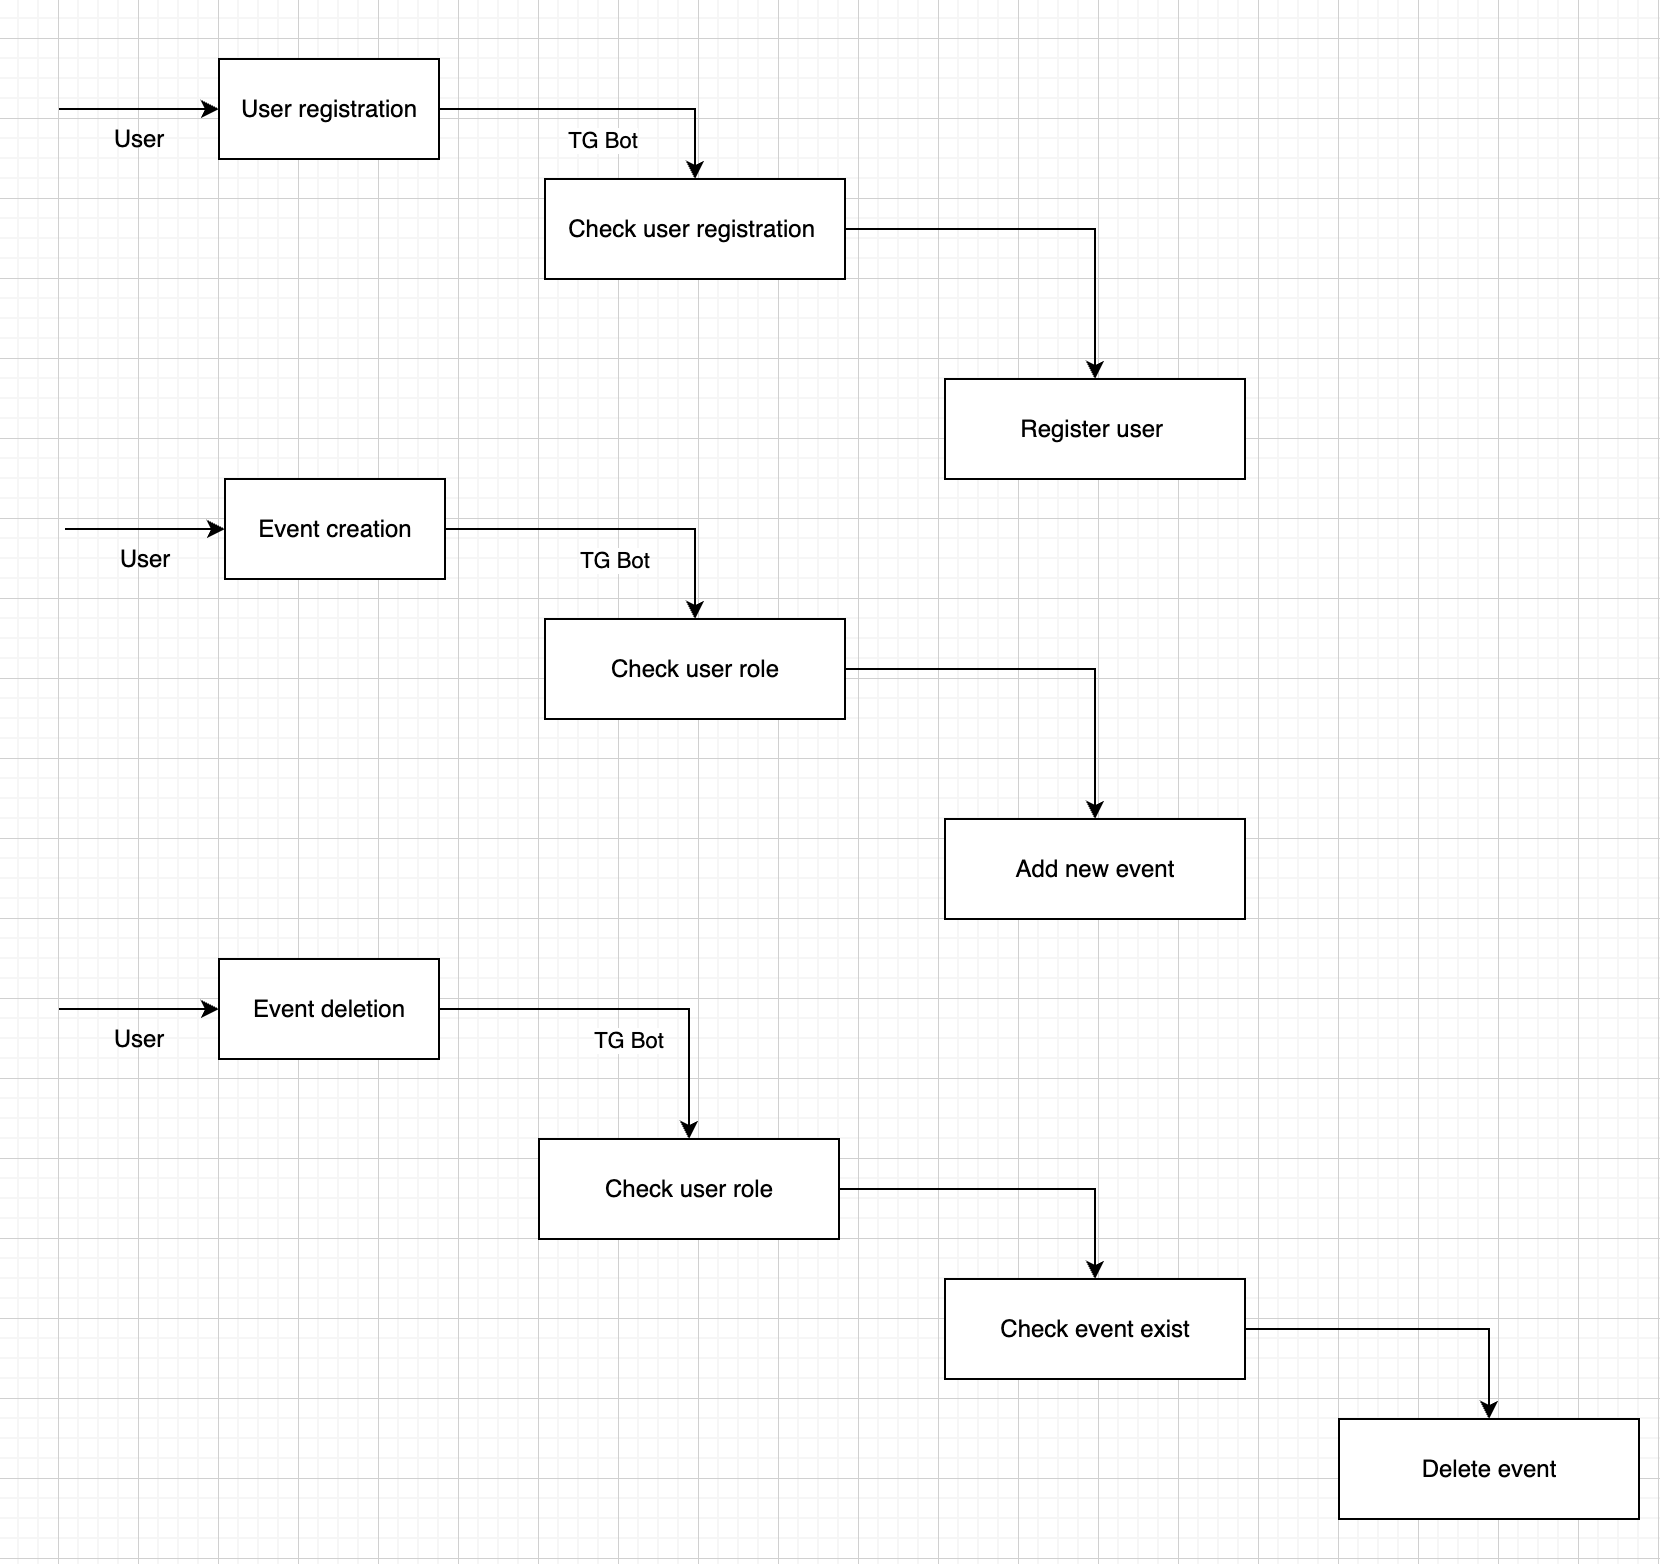 User registration
User
TG Bot
Check user registration
Register user
Event creation
User
TG Bot
Check user role
Add new event
Event deletion
User
TG Bot
Check user role
Check event exist
Delete event